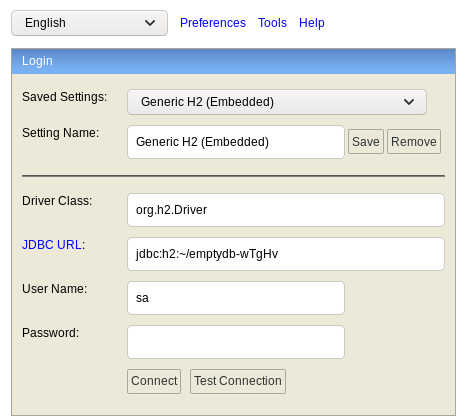 English Preferences Tools Help
Login
Saved Settings: Generic H2 (Embedded)
Setting Name: Generic H2 (Embedded) Save Remove
Driver Class: org.h2.Driver
JDBC URL: jdbc:h2:~/emptydb-wTgHv
User Name: sa
Password:
Connect Test Connection